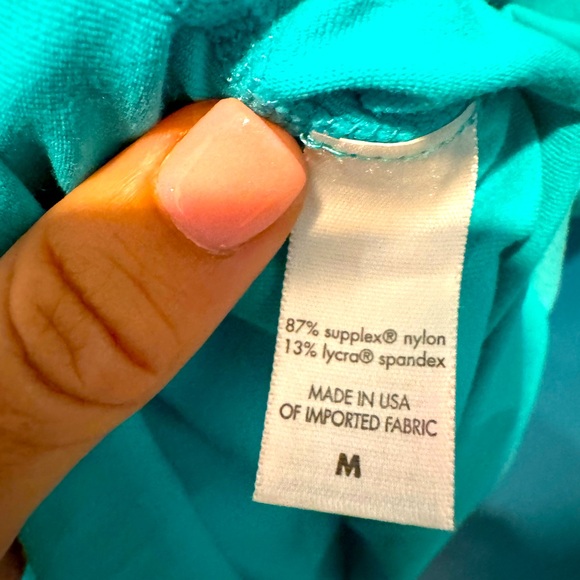 87% supplex® nylon
13% lycra® spandex
MADE IN USA
OF IMPORTED FABRIC
M